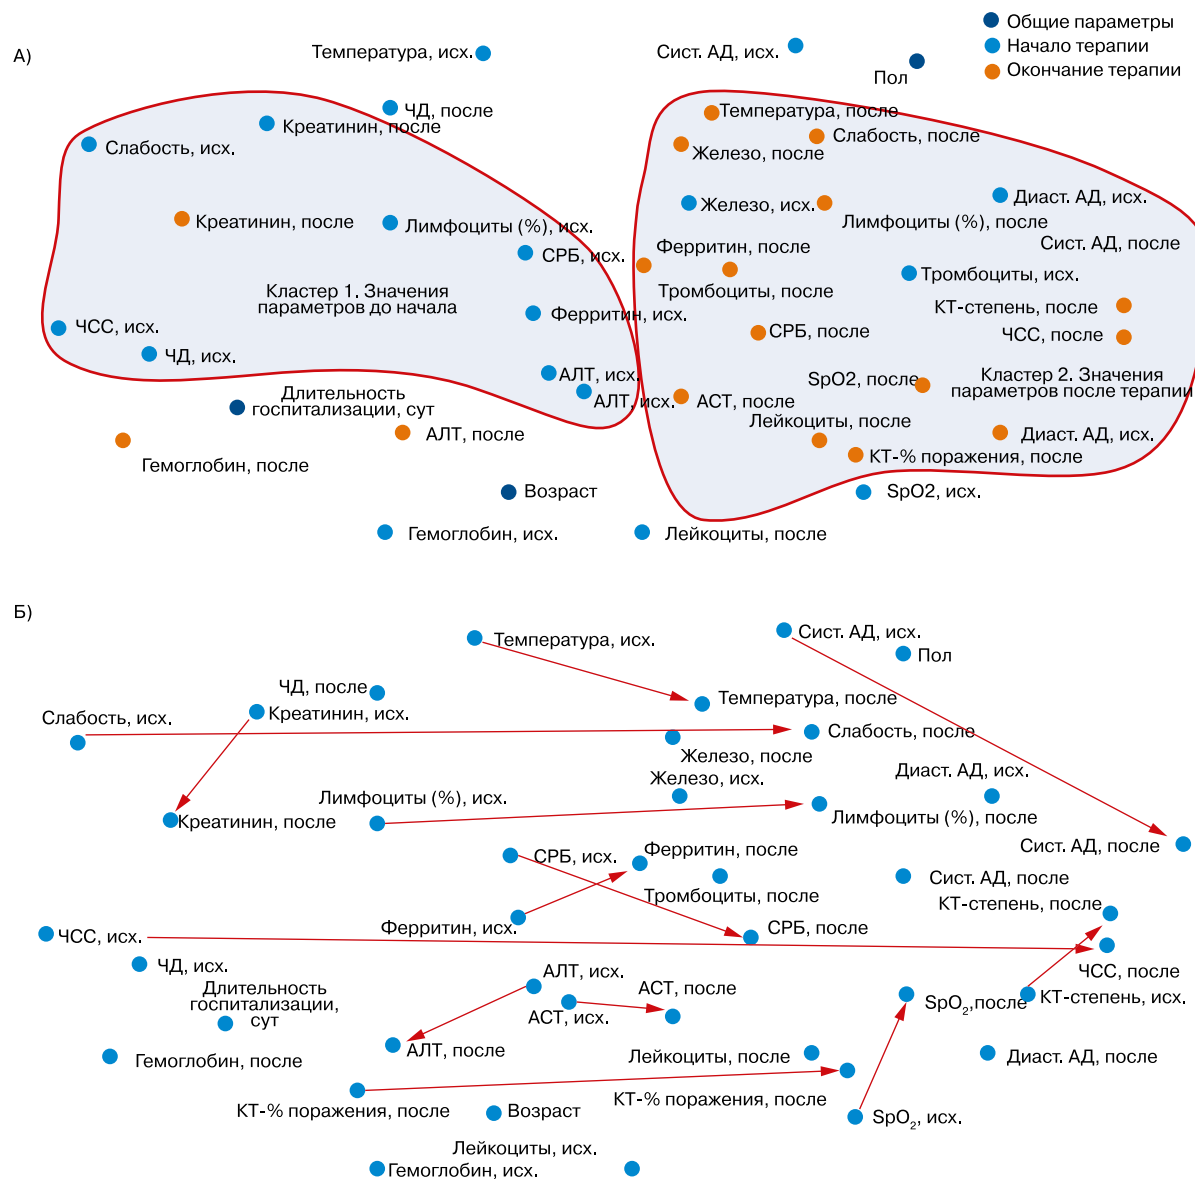 А)
Общие параметры
Начало терапии
Окончание терапии
Температура, исх.
Сист. АД, исх.
Пол
ЧД, после
Креатинин, после
Слабость, исх.
Температура, после
Слабость, после
Железо, после
Креатинин, после
Лимфоциты (%), исх.
Железо, исх.
Диаст. АД, исх.
Лимфоциты (%), после
СРБ, исх.
Ферритин, после
Сист. АД, после
Тромбоциты, после
Тромбоциты, исх.
Кластер 1. Значения
параметров до начала
Ферритин, исх.
КТ-степень, после
ЧСС, исх.
СРБ, после
ЧСС, после
ЧД, исх.
АЛТ, исх.
SpO2, после
Кластер 2. Значения
параметров после терапии
Длительность
госпитализации, сут
АЛТ, исх.
АСТ, после
АЛТ, после
Лейкоциты, после
Диаст. АД, исх.
Гемоглобин, после
КТ-% поражения, после
Возраст
SpO2, исх.
Гемоглобин, исх.
Лейкоциты, после
Б)
Температура, исх.
Сист. АД, исх.
Пол
ЧД, после
Креатинин, исх.
Слабость, исх.
Температура, после
Слабость, после
Железо, после
Железо, исх.
Диаст. АД, исх.
Лимфоциты (%), исх.
Креатинин, после
Лимфоциты (%), после
Сист. АД, после
СРБ, исх.
Ферритин, после
Сист. АД, после
Тромбоциты, после
КТ-степень, после
Ферритин, исх.
СРБ, после
ЧСС, исх.
ЧД, исх.
ЧСС, после
АЛТ, исх.
АСТ, после
Длительность
госпитализации,
сут
АСТ, исх.
SpO₂,после
КТ-степень, исх.
АЛТ, после
Гемоглобин, после
Лейкоциты, после
Диаст. АД, после
КТ-% поражения, после
КТ-% поражения, после
Возраст
SpO₂, исх.
Лейкоциты, исх.
Гемоглобин, исх.